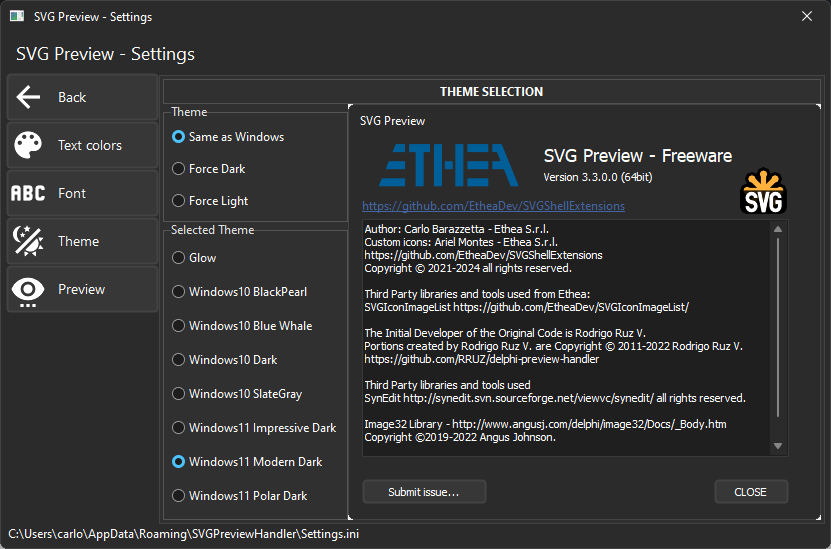 SVG Preview - Settings
SVG Preview - Settings
Back
Text colors
ABC Font
Theme
Preview
THEME SELECTION
Theme
Same as Windows
Force Dark
Force Light
Selected Theme
Glow
Windows10 BlackPearl
Windows10 Blue Whale
Windows10 Dark
Windows10 SlateGray
Windows11 Impressive Dark
Windows11 Modern Dark
Windows11 Polar Dark
SVG Preview
ETHEA
SVG Preview - Freeware
Version 3.3.0.0 (64bit)
SVG
https://github.com/EtheaDev/SVGShellExtensions
Author: Carlo Barazzetta - Ethea S.r.l.
Custom icons: Ariel Montes - Ethea S.r.l.
https://github.com/EtheaDev/SVGShellExtensions
Copyright © 2021-2024 all rights reserved.
Third Party libraries and tools used from Ethea:
SVGIconImageList https://github.com/EtheaDev/SVGIconImageList/
The Initial Developer of the Original Code is Rodrigo Ruz V.
Portions created by Rodrigo Ruz V. are Copyright © 2011-2022 Rodrigo Ruz V.
https://github.com/RRUZ/delphi-preview-handler
Third Party libraries and tools used
SynEdit http://synedit.svn.sourceforge.net/viewvc/synedit/ all rights reserved.
Image32 Library - http://www.angusj.com/delphi/image32/Docs/_Body.htm
Copyright ©2019-2022 Angus Johnson.
Submit issue...
CLOSE
C:\Users\carlo\AppData\Roaming\SVGPreviewHandler\Settings.ini